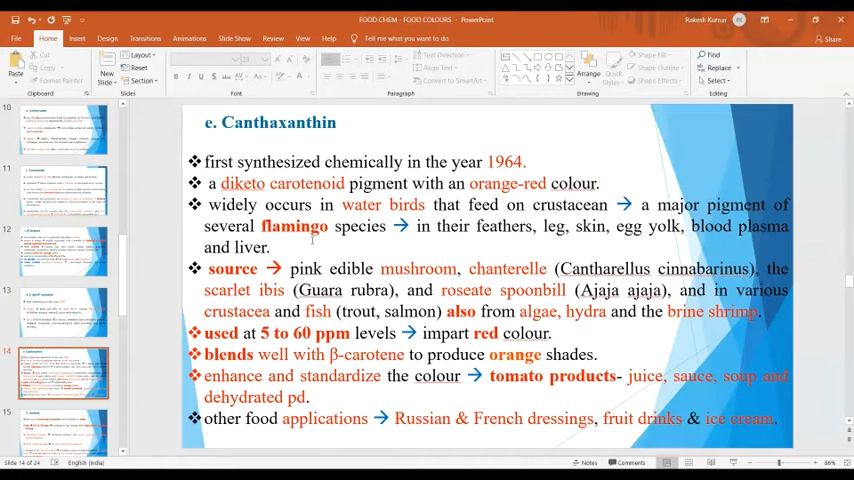 FOOD CHEM - FOOD COLOURS - PowerPoint
Rakesh Kumar
RK
File Home Insert Design Transitions Animations Slide Show Review View Help Tell me what you want to do
Share
Paste
Cut
Copy
Format Painter
Clipboard
New
Slide
Layout
Reset
Section
Slides
Font
Text Direction
Align Text
Convert to SmartArt
Paragraph
Arrange
Quick
Styles
Shape Fill
Shape Outline
Shape Effects
Drawing
Find
Replace
Select
Editing
10
11
12
13
14
15
e. Canthaxanthin
❖first synthesized chemically in the year 1964.
❖a diketo carotenoid pigment with an orange-red colour.
❖ widely occurs in water birds that feed on crustacean → a major pigment of
several flamingo species → in their feathers, leg, skin, egg yolk, blood plasma
and liver.
❖ source → pink edible mushroom, chanterelle (Cantharellus cinnabarinus), the
scarlet ibis (Guara rubra), and roseate spoonbill (Ajaja ajaja), and in various
crustacea and fish (trout, salmon) also from algae, hydra and the brine shrimp.
❖used at 5 to 60 ppm levels → impart red colour.
❖blends well with β-carotene to produce orange shades.
❖enhance and standardize the colour → tomato products- juice, sauce, soup and
dehydrated pd.
❖other food applications → Russian & French dressings, fruit drinks & ice cream.
Slide 14 of 24 English (India) Notes Comments 86%